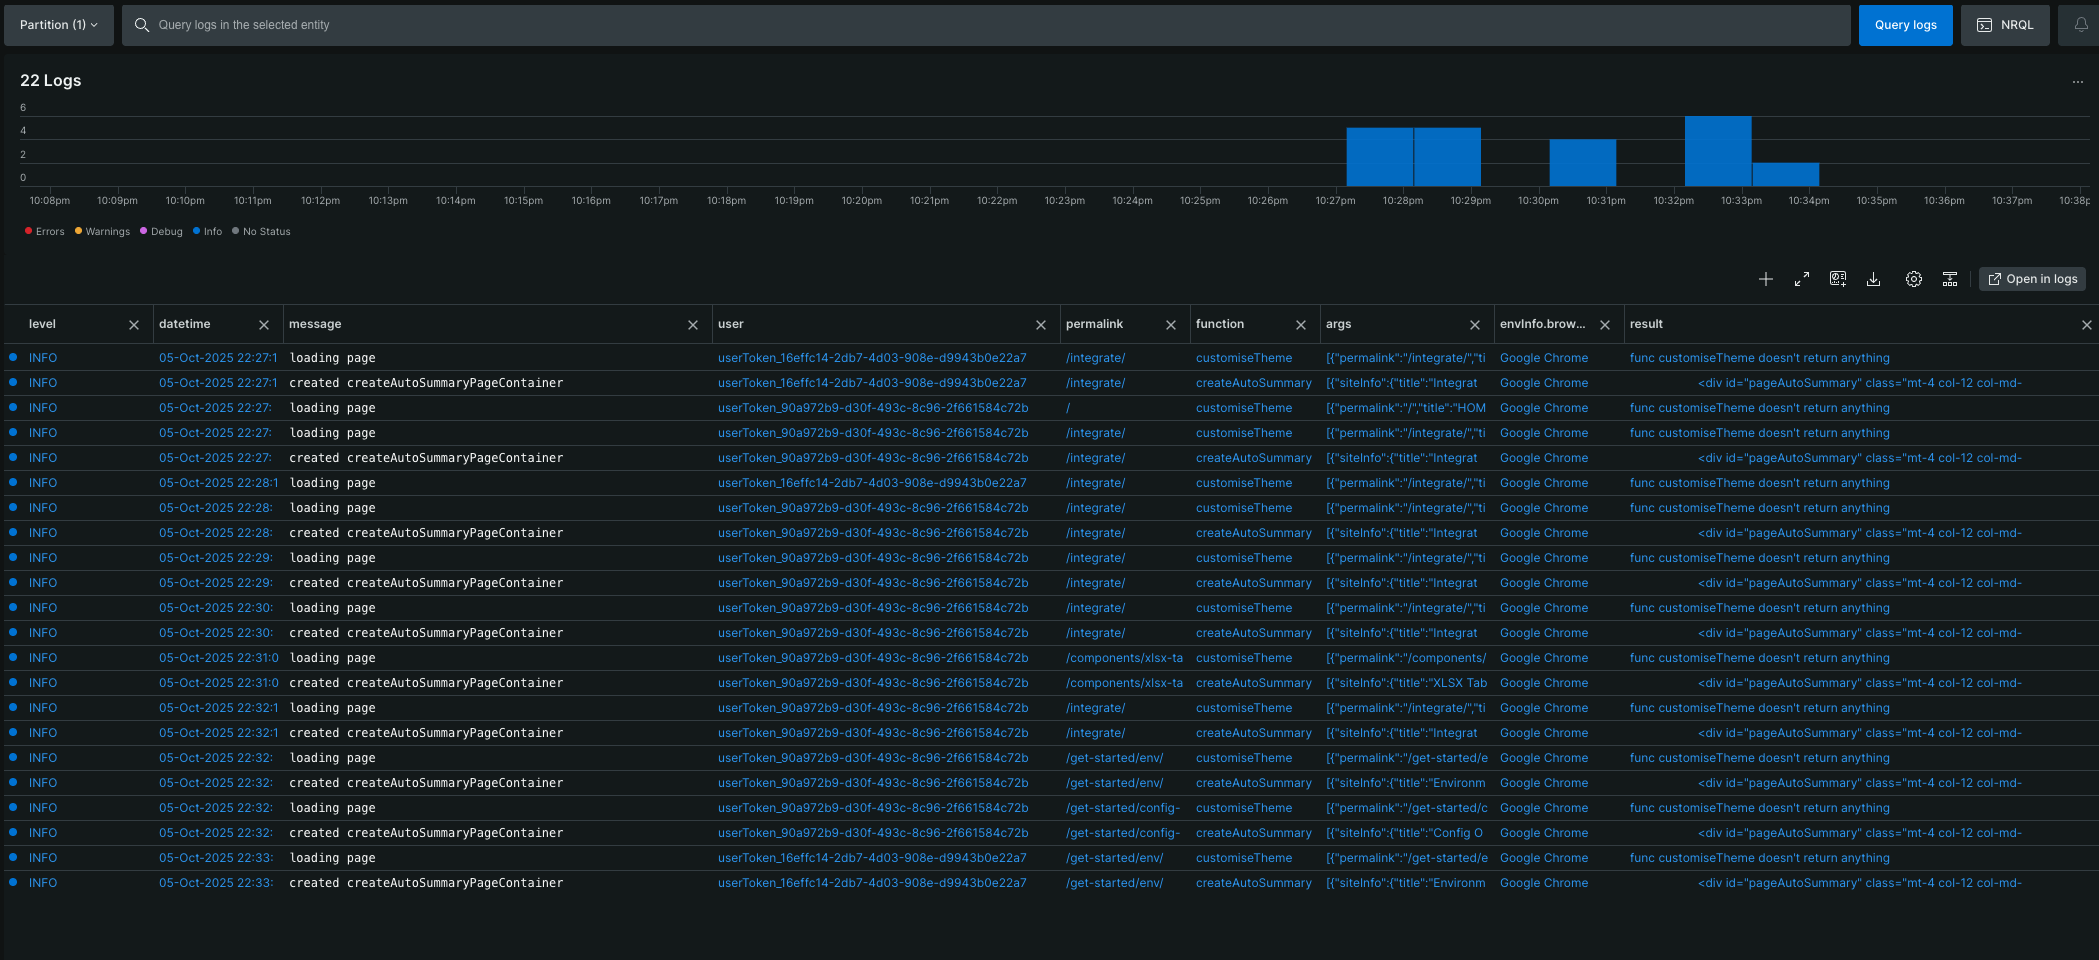 Partition (1) Query logs in the selected entity Query logs NRQL
22 Logs
...
6
4
2
0
10:08pm 10:09pm 10:10pm 10:11pm 10:12pm 10:13pm 10:14pm 10:15pm 10:16pm 10:17pm 10:18pm 10:19pm 10:20pm 10:21pm 10:22pm 10:23pm 10:24pm 10:25pm 10:26pm 10:27pm 10:28pm 10:29pm 10:30pm 10:31pm 10:32pm 10:33pm 10:34pm 10:35pm 10:36pm 10:37pm 10:38p
Errors Warnings Debug Info No Status
Open in logs
level datetime message user permalink function args envInfo.brow... result
INFO 05-Oct-2025 22:27:1 loading page userToken_16effc14-2db7-4d03-908e-d9943b0e22a7 /integrate/ customiseTheme [{"permalink":"/integrate/","ti Google Chrome func customiseTheme doesn't return anything
INFO 05-Oct-2025 22:27:1 created createAutoSummaryPageContainer userToken_16effc14-2db7-4d03-908e-d9943b0e22a7 /integrate/ createAutoSummary [{"siteInfo":{"title":"Integrat Google Chrome <div id="pageAutoSummary" class="mt-4 col-12 col-md-
INFO 05-Oct-2025 22:27: loading page userToken_90a972b9-d30f-493c-8c96-2f661584c72b / customiseTheme [{"permalink":"/","title":"HOM Google Chrome func customiseTheme doesn't return anything
INFO 05-Oct-2025 22:27: loading page userToken_90a972b9-d30f-493c-8c96-2f661584c72b /integrate/ customiseTheme [{"permalink":"/integrate/","ti Google Chrome func customiseTheme doesn't return anything
INFO 05-Oct-2025 22:27: created createAutoSummaryPageContainer userToken_90a972b9-d30f-493c-8c96-2f661584c72b /integrate/ createAutoSummary [{"siteInfo":{"title":"Integrat Google Chrome <div id="pageAutoSummary" class="mt-4 col-12 col-md-
INFO 05-Oct-2025 22:28:1 loading page userToken_16effc14-2db7-4d03-908e-d9943b0e22a7 /integrate/ customiseTheme [{"permalink":"/integrate/","ti Google Chrome func customiseTheme doesn't return anything
INFO 05-Oct-2025 22:28: loading page userToken_90a972b9-d30f-493c-8c96-2f661584c72b /integrate/ customiseTheme [{"permalink":"/integrate/","ti Google Chrome func customiseTheme doesn't return anything
INFO 05-Oct-2025 22:28: created createAutoSummaryPageContainer userToken_90a972b9-d30f-493c-8c96-2f661584c72b /integrate/ createAutoSummary [{"siteInfo":{"title":"Integrat Google Chrome <div id="pageAutoSummary" class="mt-4 col-12 col-md-
INFO 05-Oct-2025 22:29: loading page userToken_90a972b9-d30f-493c-8c96-2f661584c72b /integrate/ customiseTheme [{"permalink":"/integrate/","ti Google Chrome func customiseTheme doesn't return anything
INFO 05-Oct-2025 22:29: created createAutoSummaryPageContainer userToken_90a972b9-d30f-493c-8c96-2f661584c72b /integrate/ createAutoSummary [{"siteInfo":{"title":"Integrat Google Chrome <div id="pageAutoSummary" class="mt-4 col-12 col-md-
INFO 05-Oct-2025 22:30: loading page userToken_90a972b9-d30f-493c-8c96-2f661584c72b /integrate/ customiseTheme [{"permalink":"/integrate/","ti Google Chrome func customiseTheme doesn't return anything
INFO 05-Oct-2025 22:30: created createAutoSummaryPageContainer userToken_90a972b9-d30f-493c-8c96-2f661584c72b /integrate/ createAutoSummary [{"siteInfo":{"title":"Integrat Google Chrome <div id="pageAutoSummary" class="mt-4 col-12 col-md-
INFO 05-Oct-2025 22:31:0 loading page userToken_90a972b9-d30f-493c-8c96-2f661584c72b /components/xlsx-ta customiseTheme [{"permalink":"/components/ Google Chrome func customiseTheme doesn't return anything
INFO 05-Oct-2025 22:31:0 created createAutoSummaryPageContainer userToken_90a972b9-d30f-493c-8c96-2f661584c72b /components/xlsx-ta createAutoSummary [{"siteInfo":{"title":"XLSX Tab Google Chrome <div id="pageAutoSummary" class="mt-4 col-12 col-md-
INFO 05-Oct-2025 22:32:1 loading page userToken_90a972b9-d30f-493c-8c96-2f661584c72b /integrate/ customiseTheme [{"permalink":"/integrate/","ti Google Chrome func customiseTheme doesn't return anything
INFO 05-Oct-2025 22:32:1 created createAutoSummaryPageContainer userToken_90a972b9-d30f-493c-8c96-2f661584c72b /integrate/ createAutoSummary [{"siteInfo":{"title":"Integrat Google Chrome <div id="pageAutoSummary" class="mt-4 col-12 col-md-
INFO 05-Oct-2025 22:32: loading page userToken_90a972b9-d30f-493c-8c96-2f661584c72b /get-started/env/ customiseTheme [{"permalink":"/get-started/e Google Chrome func customiseTheme doesn't return anything
INFO 05-Oct-2025 22:32: created createAutoSummaryPageContainer userToken_90a972b9-d30f-493c-8c96-2f661584c72b /get-started/env/ createAutoSummary [{"siteInfo":{"title":"Environm Google Chrome <div id="pageAutoSummary" class="mt-4 col-12 col-md-
INFO 05-Oct-2025 22:32: loading page userToken_90a972b9-d30f-493c-8c96-2f661584c72b /get-started/config- customiseTheme [{"permalink":"/get-started/c Google Chrome func customiseTheme doesn't return anything
INFO 05-Oct-2025 22:32: created createAutoSummaryPageContainer userToken_90a972b9-d30f-493c-8c96-2f661584c72b /get-started/config- createAutoSummary [{"siteInfo":{"title":"Config O Google Chrome <div id="pageAutoSummary" class="mt-4 col-12 col-md-
INFO 05-Oct-2025 22:33: loading page userToken_16effc14-2db7-4d03-908e-d9943b0e22a7 /get-started/env/ customiseTheme [{"permalink":"/get-started/e Google Chrome func customiseTheme doesn't return anything
INFO 05-Oct-2025 22:33: created createAutoSummaryPageContainer userToken_16effc14-2db7-4d03-908e-d9943b0e22a7 /get-started/env/ createAutoSummary [{"siteInfo":{"title":"Environm Google Chrome <div id="pageAutoSummary" class="mt-4 col-12 col-md-